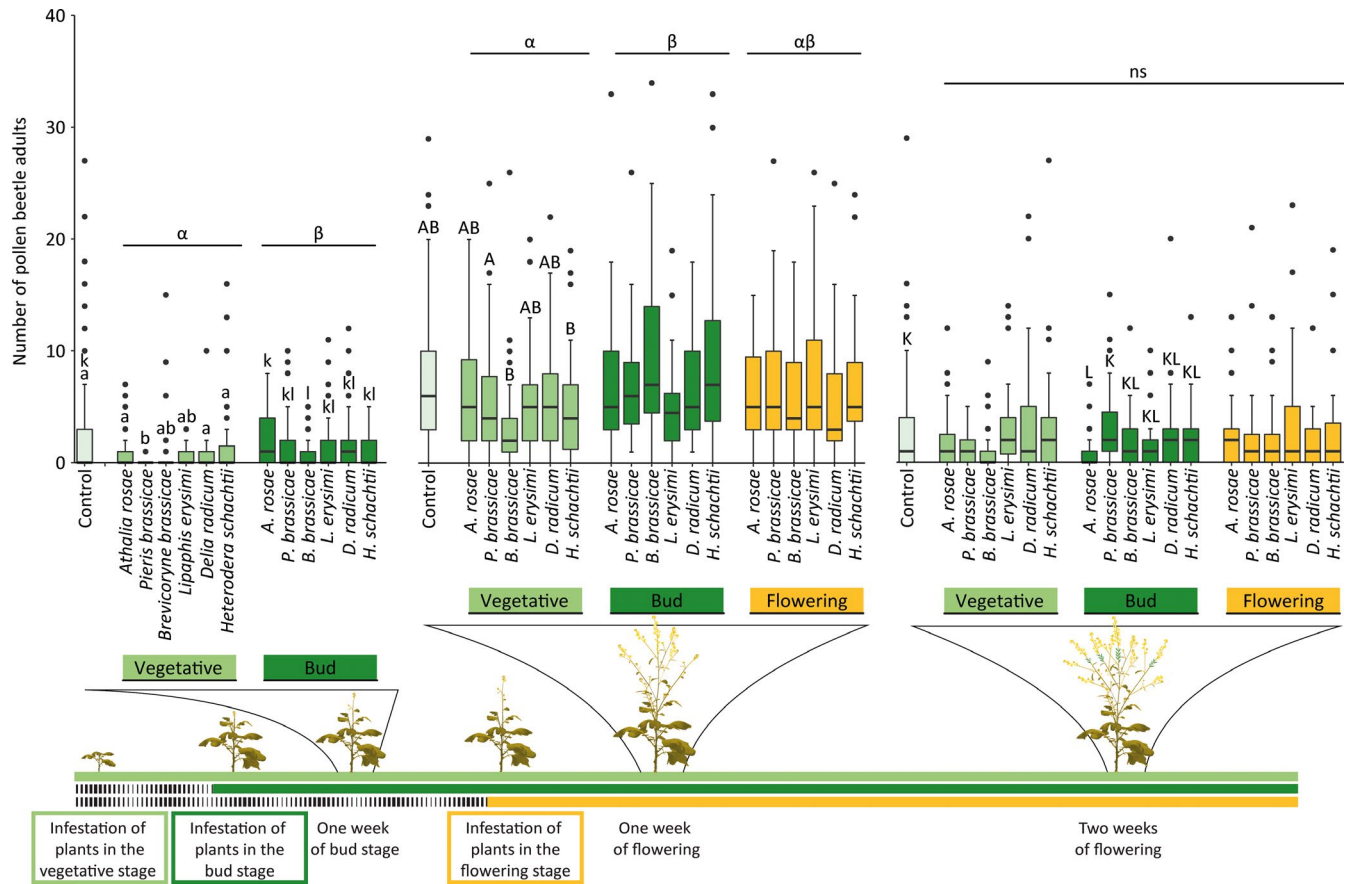 Number of pollen beetle adults
40
30
20
10
0
α
β
k
a
a
b
ab
ab
a
a
k
kl
l
kl
kl
kl
Control
Athalia rosae
Pieris brassicae
Brevicoryne brassicae
Lipaphis erysimi
Delia radicum
Heterodera schachtii
A. rosae
P. brassicae
B. brassicae
L. erysimi
D. radicum
H. schachtii
Vegetative
Bud
α
β
αβ
AB
AB
A
B
AB
AB
B
Control
A. rosae
P. brassicae
B. brassicae
L. erysimi
D. radicum
H. schachtii
A. rosae
P. brassicae
B. brassicae
L. erysimi
D. radicum
H. schachtii
A. rosae
P. brassicae
B. brassicae
L. erysimi
D. radicum
H. schachtii
Vegetative
Bud
Flowering
ns
K
L
K
KL
KL
KL
KL
Control
A. rosae
P. brassicae
B. brassicae
L. erysimi
D. radicum
H. schachtii
A. rosae
P. brassicae
B. brassicae
L. erysimi
D. radicum
H. schachtii
A. rosae
P. brassicae
B. brassicae
L. erysimi
D. radicum
H. schachtii
Vegetative
Bud
Flowering
Infestation of
plants in the
vegetative stage
Infestation of
plants in the
bud stage
One week
of bud stage
Infestation of
plants in the
flowering stage
One week
of flowering
Two weeks
of flowering